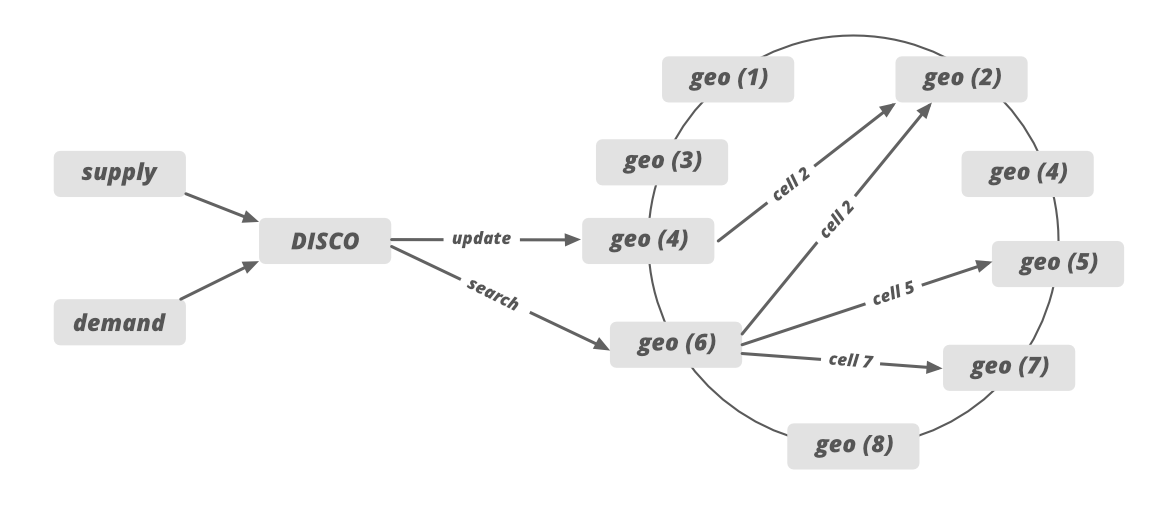 geo (1)
geo (2)
geo (3)
supply
cell 2
geo (4)
cell 2
DISCO
update
geo (4)
geo (5)
search
cell 5
demand
geo (6)
cell 7
geo (7)
geo (8)